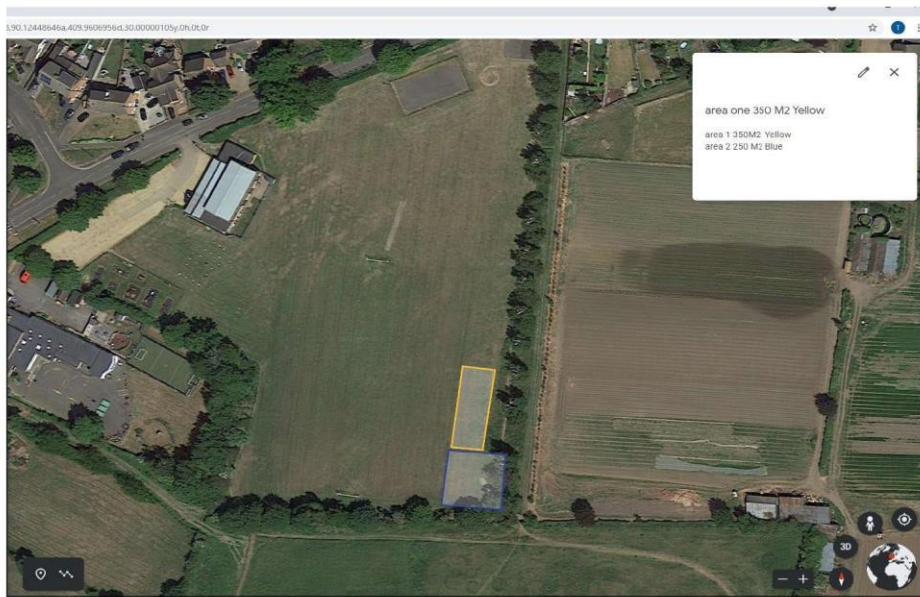 ,90.12448646a,409.9606956d,30.00000105y,0h,0t,0r
T
area one 350 M2 Yellow
area 1 350M2 Yellow
area 2 250 M2 Blue
3D